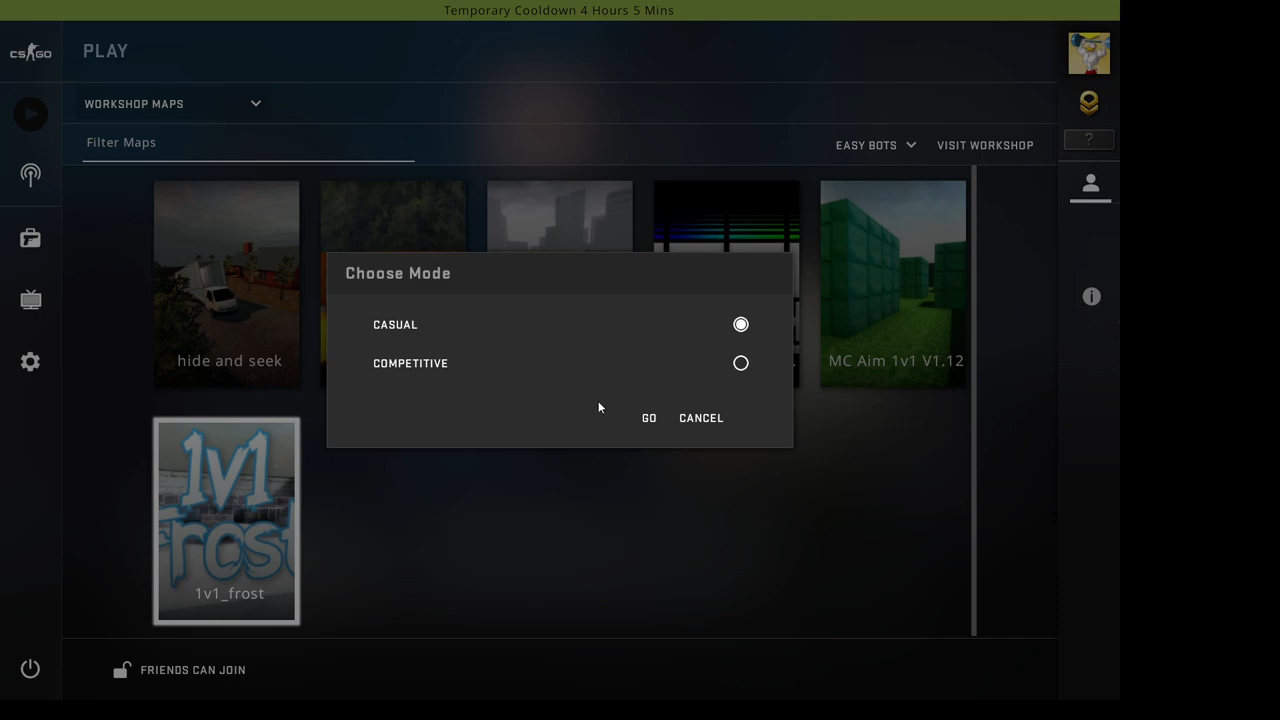 Temporary Cooldown 4 Hours 5 Mins
CS GO
PLAY
WORKSHOP MAPS
Filter Maps
EASY BOTS
VISIT WORKSHOP
?
Choose Mode
CASUAL
COMPETITIVE
GO CANCEL
hide and seek
MC Aim 1v1 V1.12
1v1
frost
1v1_frost
FRIENDS CAN JOIN